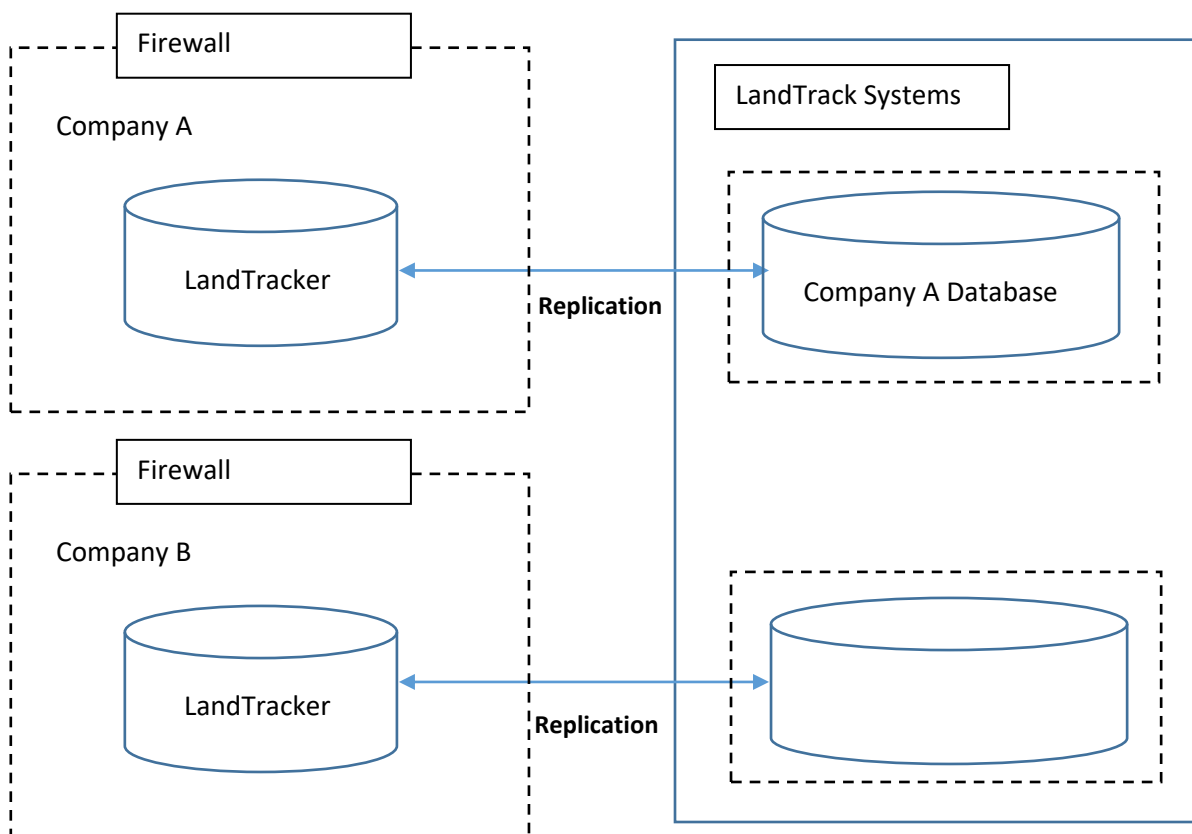 Firewall
Company A
LandTracker
Replication
LandTrack Systems
Company A Database
Firewall
Company B
LandTracker
Replication